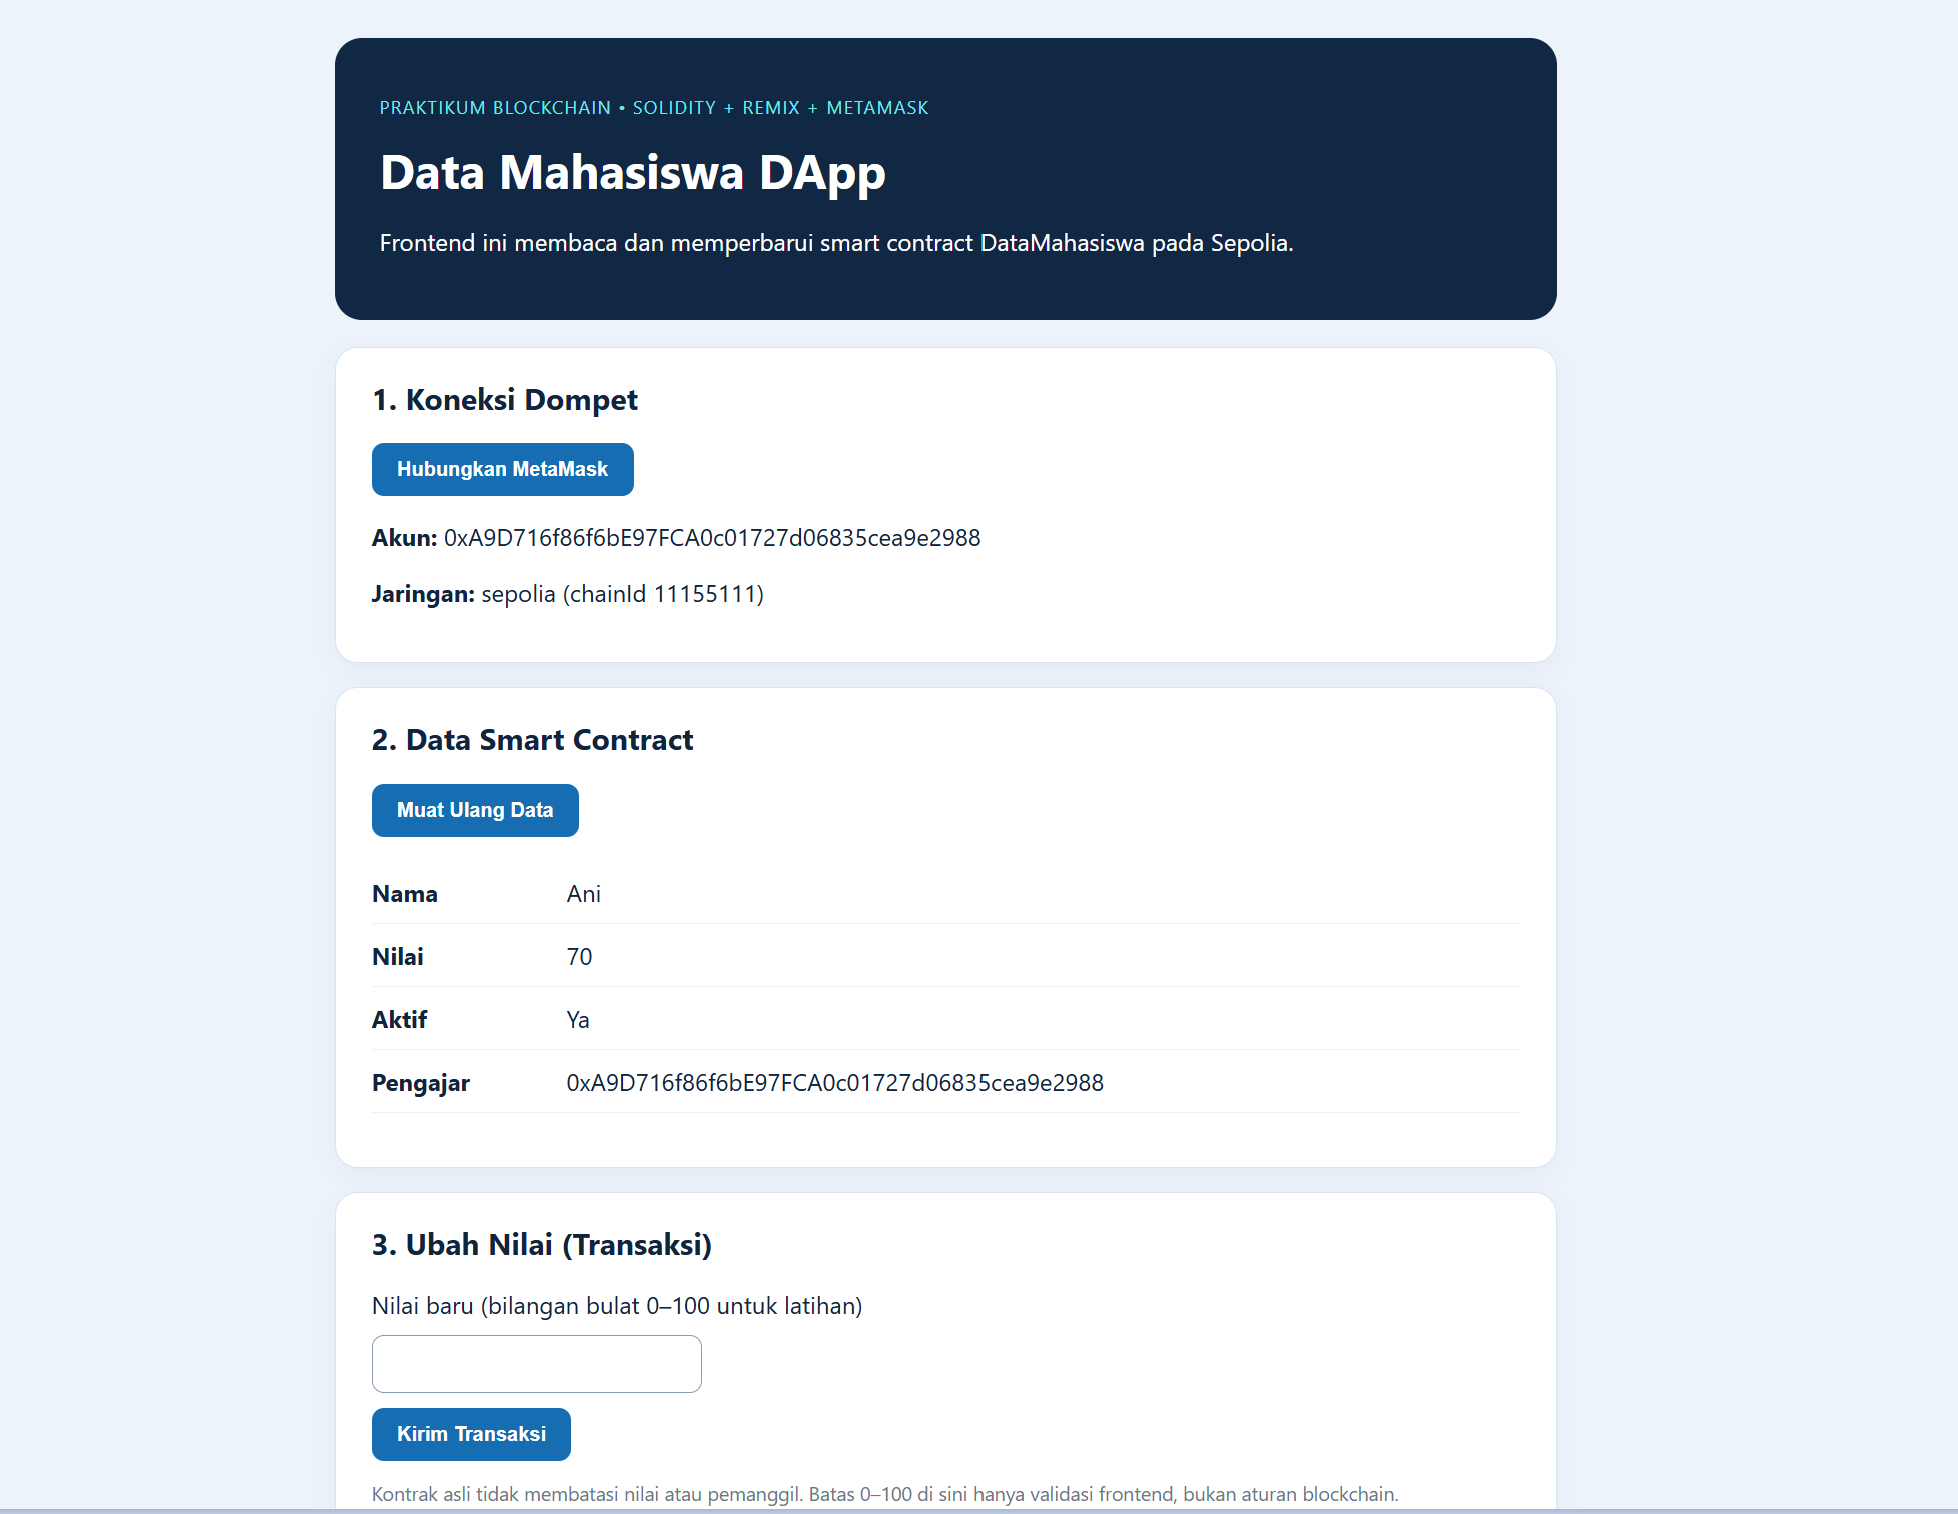 PRAKTIKUM BLOCKCHAIN • SOLIDITY + REMIX + METAMASK
Data Mahasiswa DApp
Frontend ini membaca dan memperbarui smart contract DataMahasiswa pada Sepolia.
1. Koneksi Dompet
Hubungkan MetaMask
Akun: 0xA9D716f86f6bE97FCA0c01727d06835cea9e2988
Jaringan: sepolia (chainId 11155111)
2. Data Smart Contract
Muat Ulang Data
Nama Ani
Nilai 70
Aktif Ya
Pengajar 0xA9D716f86f6bE97FCA0c01727d06835cea9e2988
3. Ubah Nilai (Transaksi)
Nilai baru (bilangan bulat 0–100 untuk latihan)
Kirim Transaksi
Kontrak asli tidak membatasi nilai atau pemanggil. Batas 0–100 di sini hanya validasi frontend, bukan aturan blockchain.